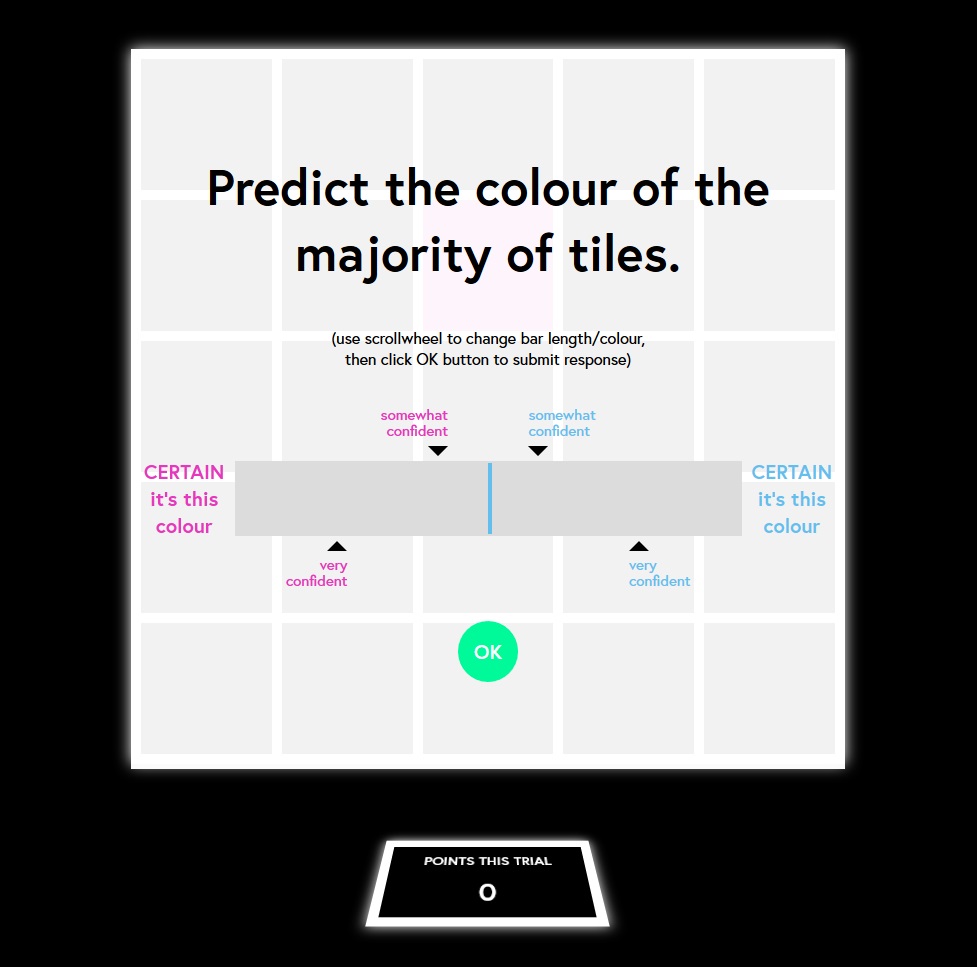 Predict the colour of the
majority of tiles.
(use scrollwheel to change bar length/colour,
then click OK button to submit response)
somewhat
confident
somewhat
confident
CERTAIN
it's this
colour
CERTAIN
it's this
colour
very
confident
very
confident
OK
POINTS THIS TRIAL
0